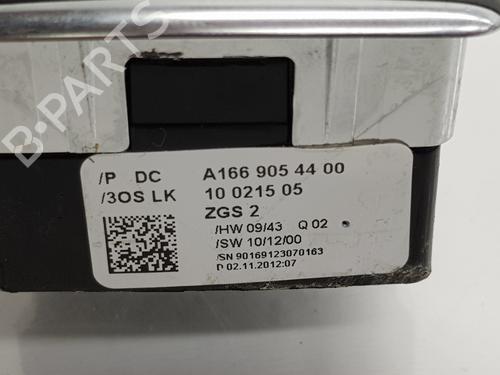 B-PARTS
/P DC A166 905 44 00
/3OS LK 10 0215 05
ZGS 2
/HW 09/43 Q 02
/SW 10/12/00
/SN 90169123070163
D 02.11.2012:07